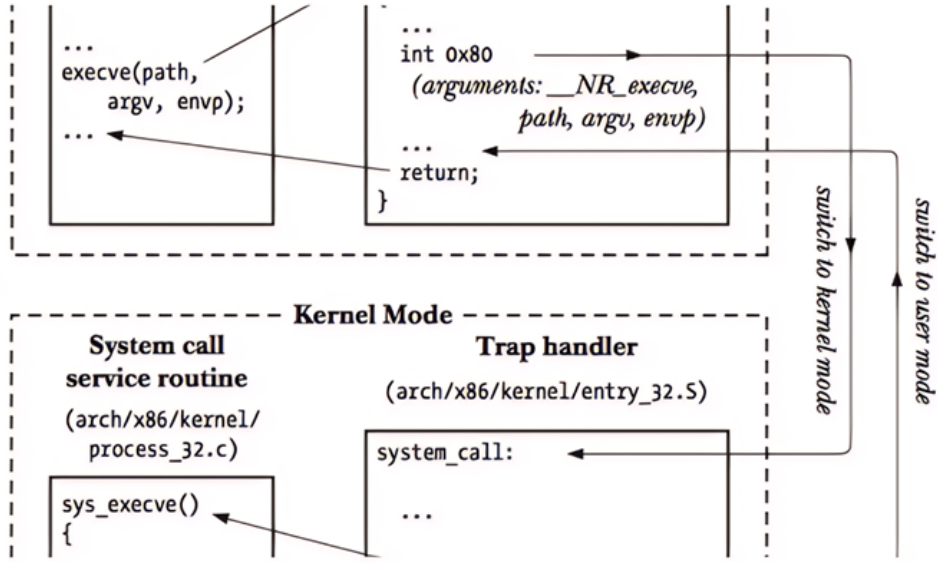 ...
execve(path,
argv, envp);
...
{
...
int 0x80
(arguments: __NR_execve,
path, argv, envp)
...
return;
}
switch to kernel mode
switch to user mode
Kernel Mode
System call
service routine
(arch/x86/kernel/
process_32.c)
sys_execve()
{
Trap handler
(arch/x86/kernel/entry_32.S)
system_call:
...